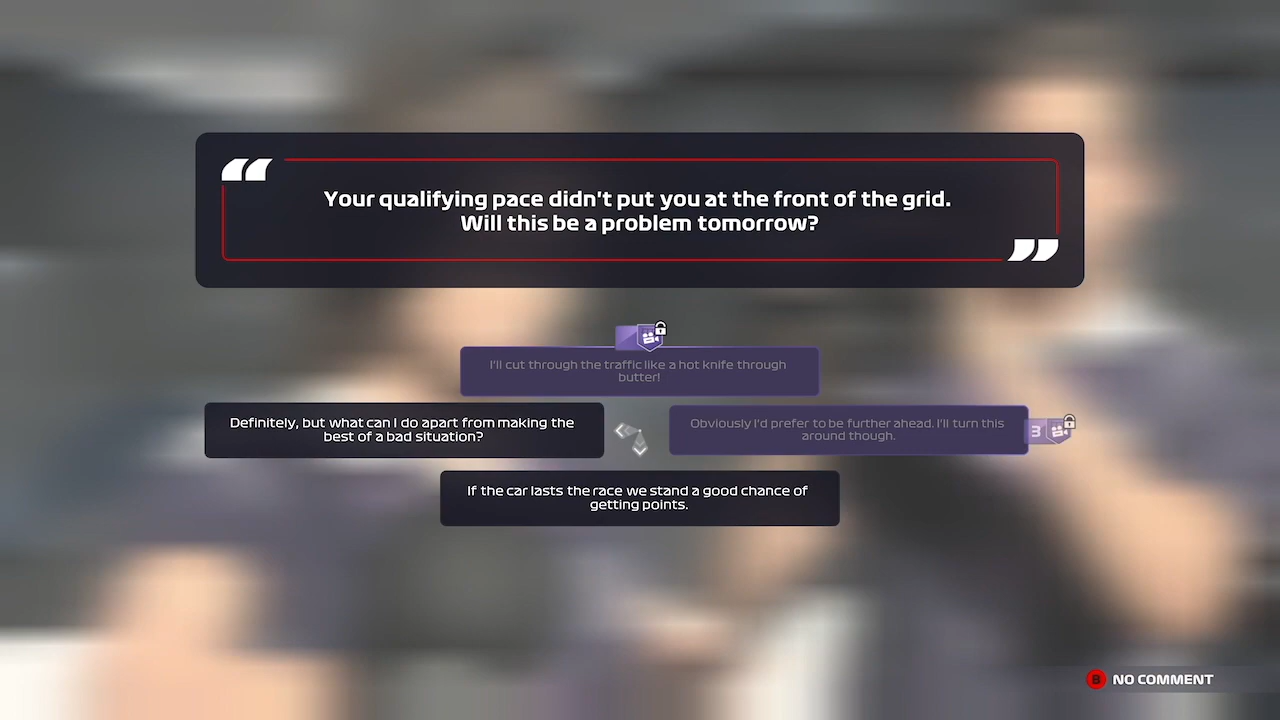 Your qualifying pace didn't put you at the front of the grid.
Will this be a problem tomorrow?
I'll cut through the traffic like a hot knife through
butter!
Definitely, but what can I do apart from making the
best of a bad situation?
Obviously I'd prefer to be further ahead. I'll turn this
around though.
3
If the car lasts the race we stand a good chance of
getting points.
B NO COMMENT